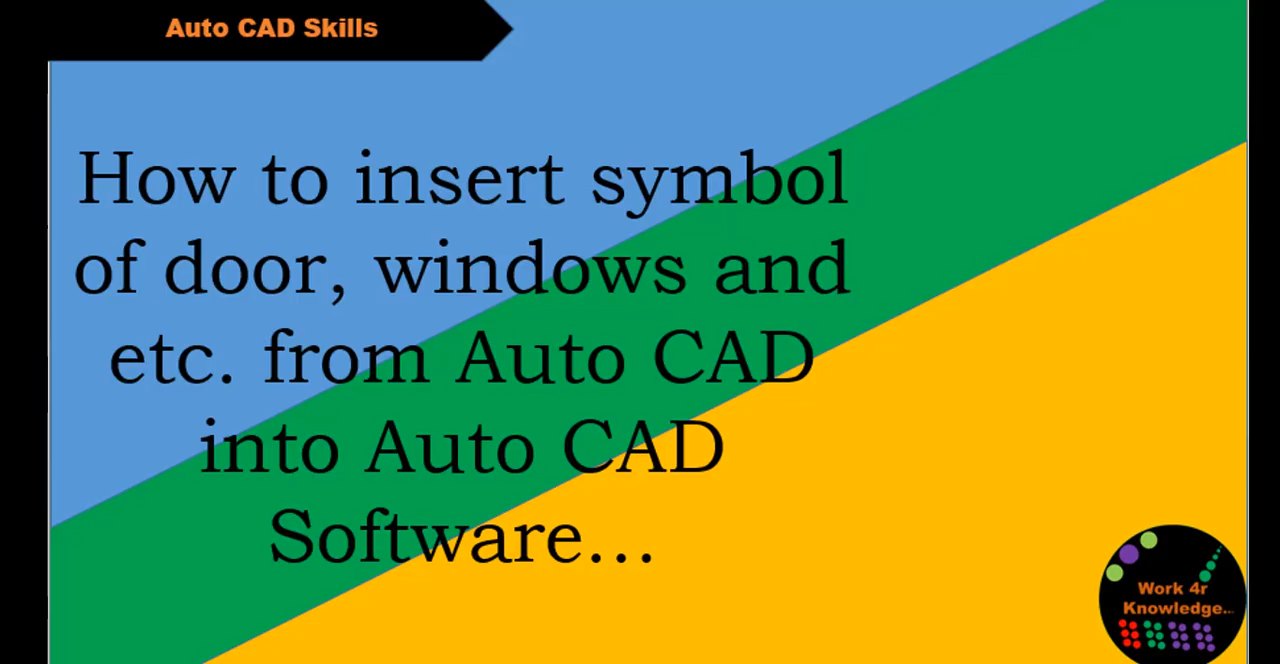 Auto CAD Skills
How to insert symbol
of door, windows and
etc. from Auto CAD
into Auto CAD
Software...
Work 4r
Knowledge...